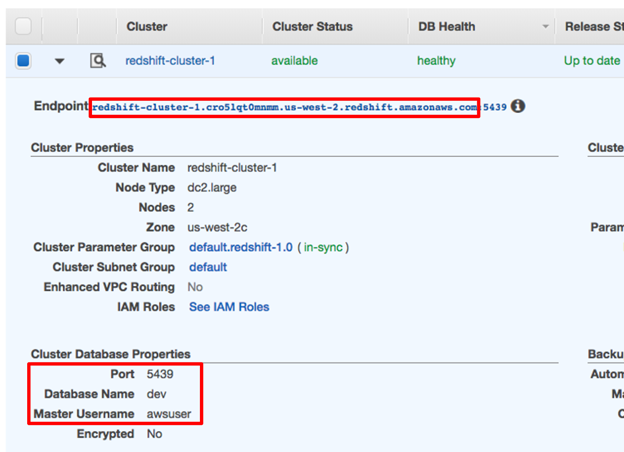 Cluster Cluster Status DB Health Release St
redshift-cluster-1 available healthy Up to date
Endpoint redshift-cluster-1.cro5lqt0mnmm.us-west-2.redshift.amazonaws.com:5439
Cluster Properties Cluste
Cluster Name redshift-cluster-1
Node Type dc2.large
Nodes 2
Zone us-west-2c
Cluster Parameter Group default.redshift-1.0 ( in-sync ) Param
Cluster Subnet Group default
Enhanced VPC Routing No
IAM Roles See IAM Roles
Cluster Database Properties Backu
Port 5439 Autom
Database Name dev Ma
Master Username awsuser C
Encrypted No